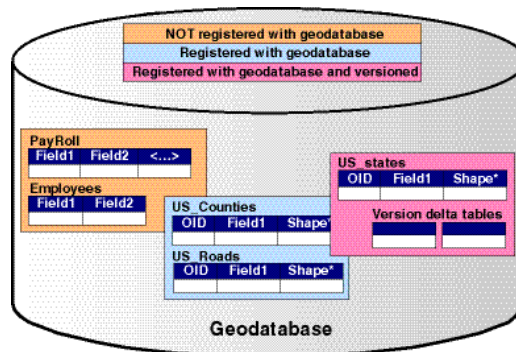 NOT registered with geodatabase
Registered with geodatabase
Registered with geodatabase and versioned
PayRoll
Field1 Field2 <...>
Employees
Field1 Field2
US_Counties
OID Field1 Shape*
US_Roads
OID Field1 Shape*
US_states
OID Field1 Shape*
Version delta tables
Geodatabase